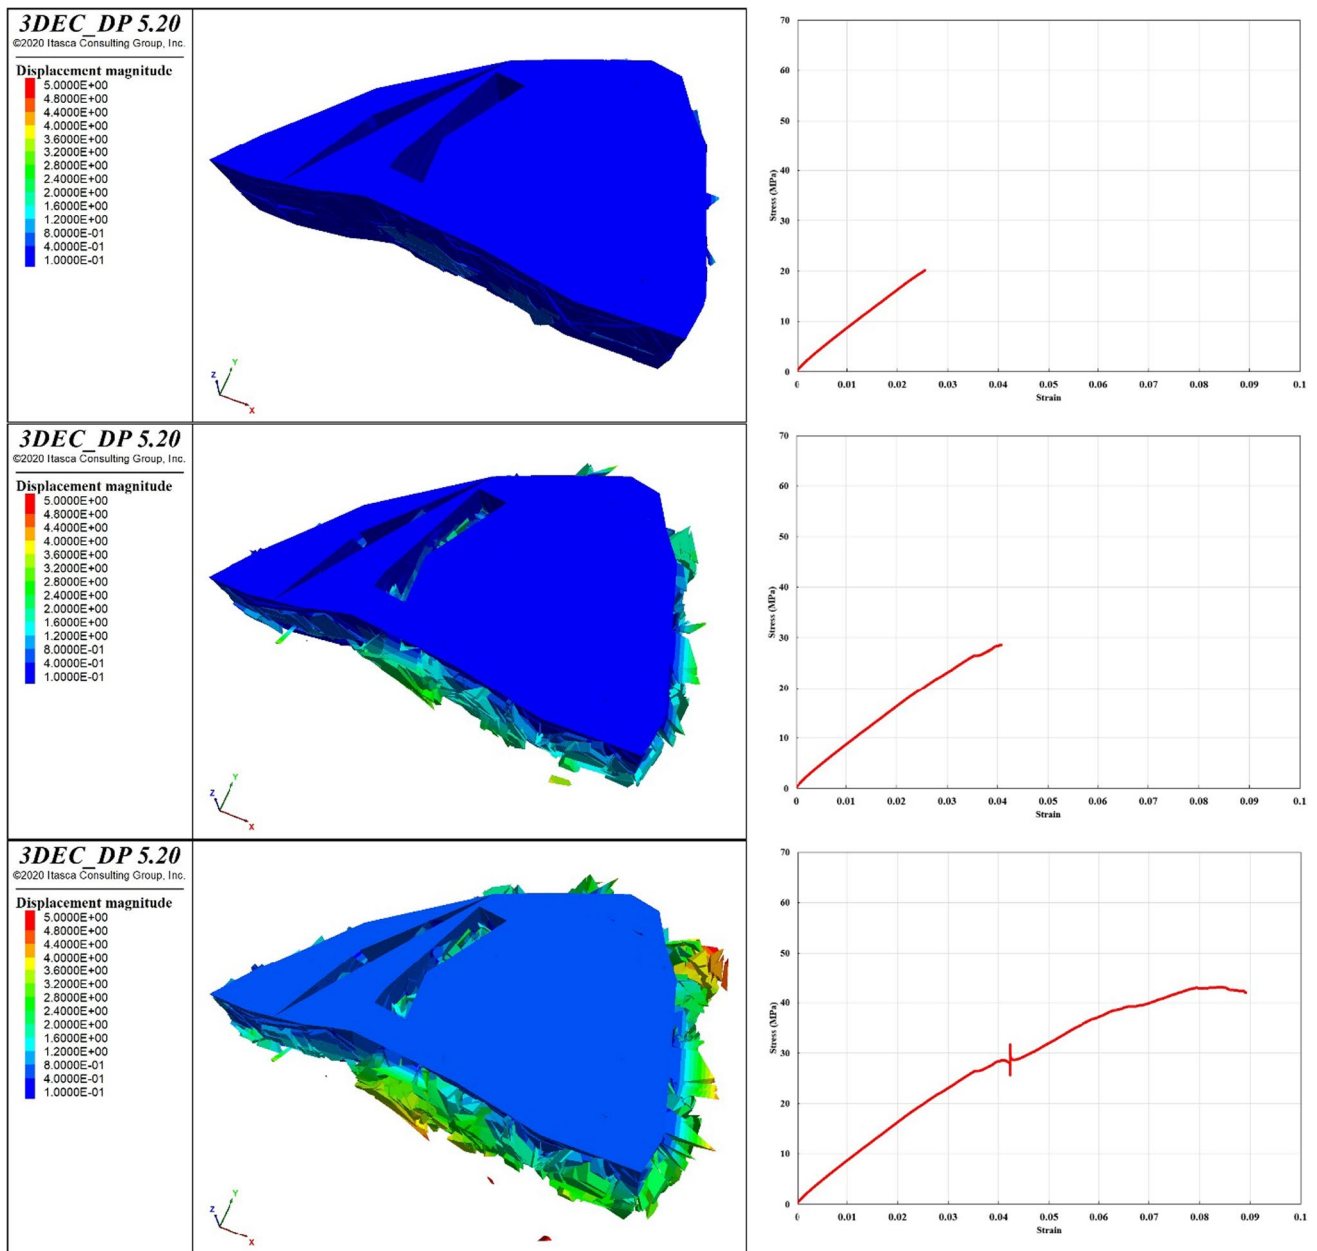 3DEC_DP 5.20
©2020 Itasca Consulting Group, Inc.
Displacement magnitude
5.0000E+00
4.8000E+00
4.4000E+00
4.0000E+00
3.6000E+00
3.2000E+00
2.8000E+00
2.4000E+00
2.0000E+00
1.6000E+00
1.2000E+00
8.0000E-01
4.0000E-01
1.0000E-01
Z
Y
X
70
60
50
40
30
20
10
0
Stress (MPa)
0 0.01 0.02 0.03 0.04 0.05 0.06 0.07 0.08 0.09 0.1
Strain
3DEC_DP 5.20
©2020 Itasca Consulting Group, Inc.
Displacement magnitude
5.0000E+00
4.8000E+00
4.4000E+00
4.0000E+00
3.6000E+00
3.2000E+00
2.8000E+00
2.4000E+00
2.0000E+00
1.6000E+00
1.2000E+00
8.0000E-01
4.0000E-01
1.0000E-01
Z
Y
X
70
60
50
40
30
20
10
0
Stress (MPa)
0 0.01 0.02 0.03 0.04 0.05 0.06 0.07 0.08 0.09 0.1
Strain
3DEC_DP 5.20
©2020 Itasca Consulting Group, Inc.
Displacement magnitude
5.0000E+00
4.8000E+00
4.4000E+00
4.0000E+00
3.6000E+00
3.2000E+00
2.8000E+00
2.4000E+00
2.0000E+00
1.6000E+00
1.2000E+00
8.0000E-01
4.0000E-01
1.0000E-01
Z
Y
X
70
60
50
40
30
20
10
0
Stress (MPa)
0 0.01 0.02 0.03 0.04 0.05 0.06 0.07 0.08 0.09 0.1
Strain